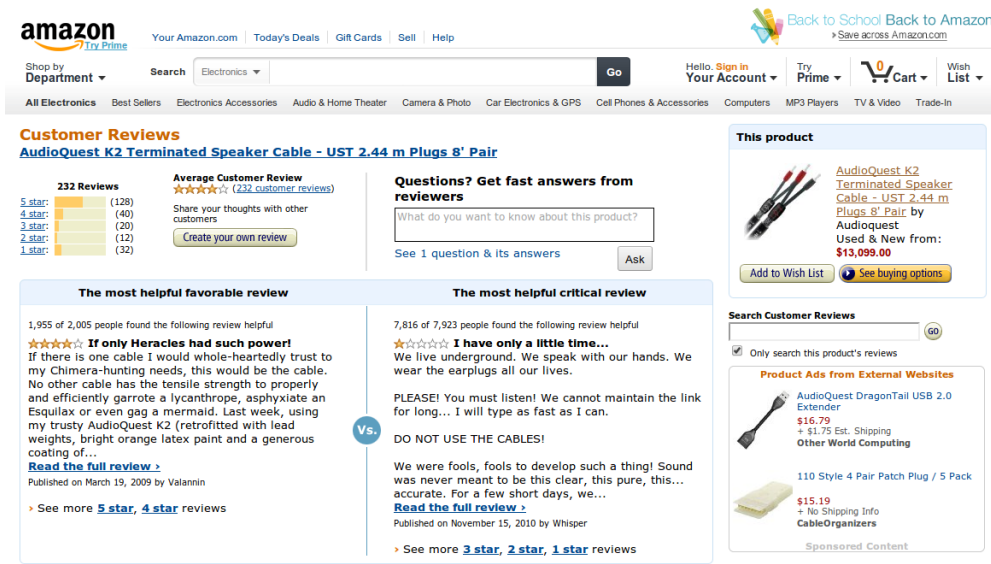 amazon
Try Prime
Your Amazon.com
Today's Deals
Gift Cards
Sell
Help
Back to School Back to Amazon
Save across Amazon.com
Shop by
Department
Search
Electronics
Go
Hello. Sign in
Your Account
Try
Prime
0
Cart
Wish
List
All Electronics
Best Sellers
Electronics Accessories
Audio & Home Theater
Camera & Photo
Car Electronics & GPS
Cell Phones & Accessories
Computers
MP3 Players
TV & Video
Trade-In
Customer Reviews
AudioQuest K2 Terminated Speaker Cable - UST 2.44 m Plugs 8' Pair
232 Reviews
5 star: (128)
4 star: (40)
3 star: (20)
2 star: (12)
1 star: (32)
Average Customer Review
(232 customer reviews)
Share your thoughts with other
customers
Create your own review
Questions? Get fast answers from
reviewers
What do you want to know about this product?
See 1 question & its answers
Ask
The most helpful favorable review
1,955 of 2,005 people found the following review helpful
If only Heracles had such power!
If there is one cable I would whole-heartedly trust to
my Chimera-hunting needs, this would be the cable.
No other cable has the tensile strength to properly
and efficiently garrote a lycanthrope, asphyxiate an
Esquilax or even gag a mermaid. Last week, using
my trusty AudioQuest K2 (retrofitted with lead
weights, bright orange latex paint and a generous
coating of...
Read the full review ›
Published on March 19, 2009 by Valannin
› See more 5 star, 4 star reviews
Vs.
The most helpful critical review
7,816 of 7,923 people found the following review helpful
I have only a little time...
We live underground. We speak with our hands. We
wear the earplugs all our lives.
PLEASE! You must listen! We cannot maintain the link
for long... I will type as fast as I can.
DO NOT USE THE CABLES!
We were fools, fools to develop such a thing! Sound
was never meant to be this clear, this pure, this...
accurate. For a few short days, we...
Read the full review ›
Published on November 15, 2010 by Whisper
› See more 3 star, 2 star, 1 star reviews
This product
AudioQuest K2
Terminated Speaker
Cable - UST 2.44 m
Plugs 8' Pair by
Audioquest
Used & New from:
$13,099.00
Add to Wish List
See buying options
Search Customer Reviews
GO
Only search this product's reviews
Product Ads from External Websites
AudioQuest DragonTail USB 2.0
Extender
$16.79
+ $1.75 Est. Shipping
Other World Computing
110 Style 4 Pair Patch Plug / 5 Pack
$15.19
+ No Shipping Info
CableOrganizers
Sponsored Content